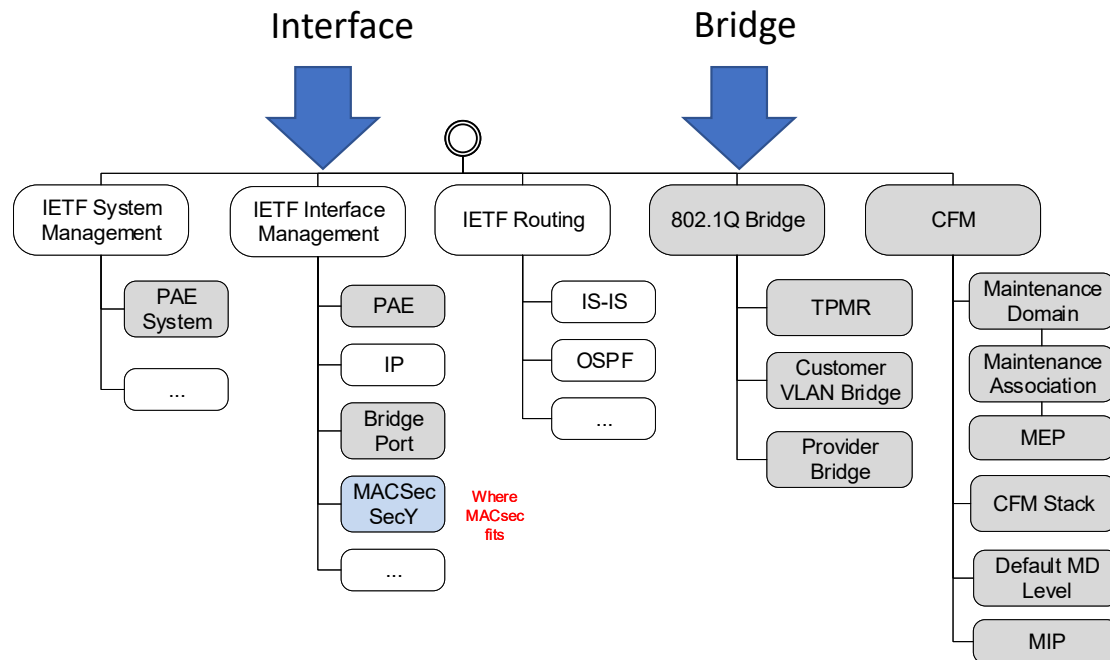 Interface
Bridge
IETF System
Management
IETF Interface
Management
IETF Routing
802.1Q Bridge
CFM
PAE
System
...
PAE
IP
Bridge
Port
MACSec
SecY
Where
MACsec
fits
...
IS-IS
OSPF
...
TPMR
Customer
VLAN Bridge
Provider
Bridge
Maintenance
Domain
Maintenance
Association
MEP
CFM Stack
Default MD
Level
MIP